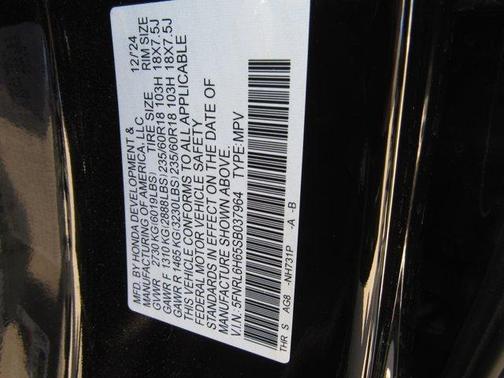 MFD. BY HONDA DEVELOPMENT & 12/24
MANUFACTURING OF AMERICA, LLC
TIRE SIZE RIM SIZE
GVWR 2730 KG(6019LBS)
GAWR F 1310 KG(2888LBS)235/60R18 103H 18X7.5J
GAWR R 1465 KG(3230LBS)235/60R18 103H 18X7.5J
THIS VEHICLE CONFORMS TO ALL APPLICABLE
FEDERAL MOTOR VEHICLE SAFETY
STANDARDS IN EFFECT ON THE DATE OF
MANUFACTURE SHOWN ABOVE.
V.I.N: 5FNRL6H65SB037964 TYPE:MPV
THR S AG8 -NH731P -A -B